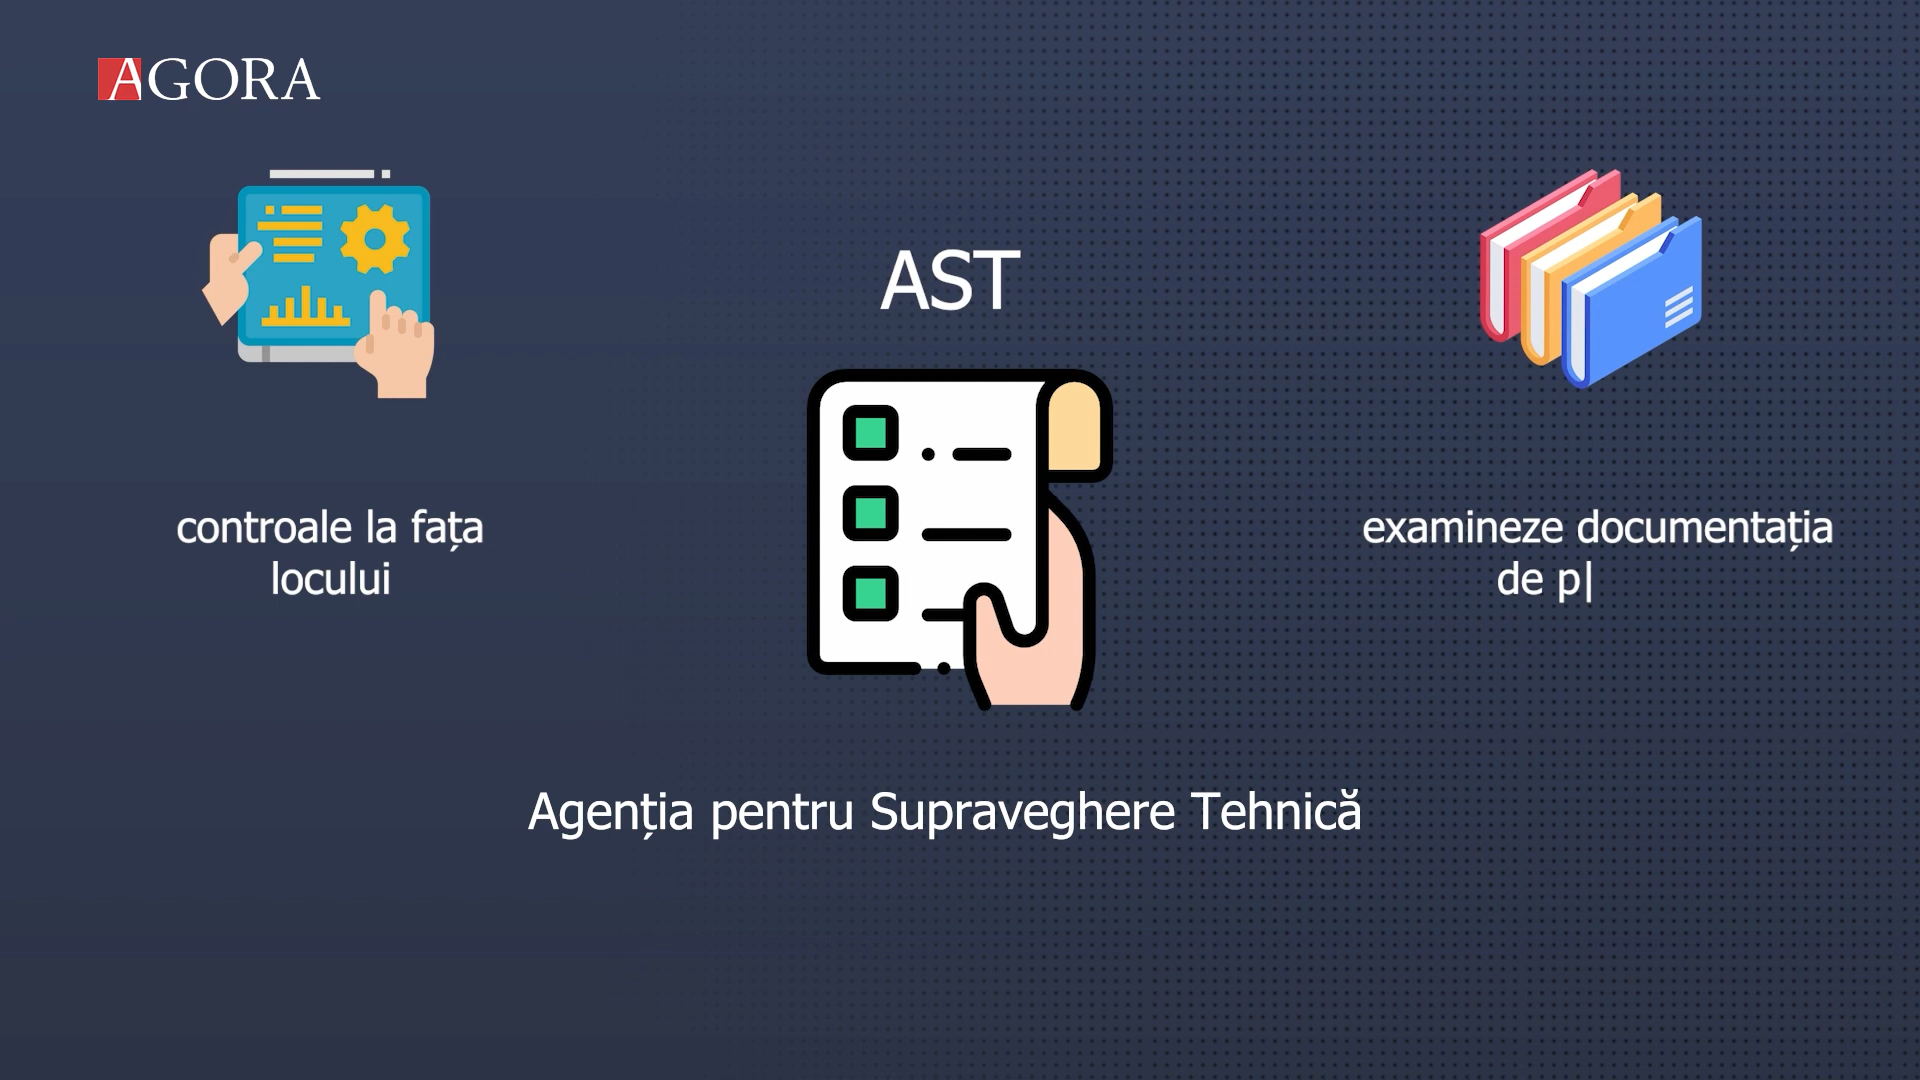 AGORA
AST
controale la fața
locului
examineze documentația
de p|
Agenția pentru Supraveghere Tehnică